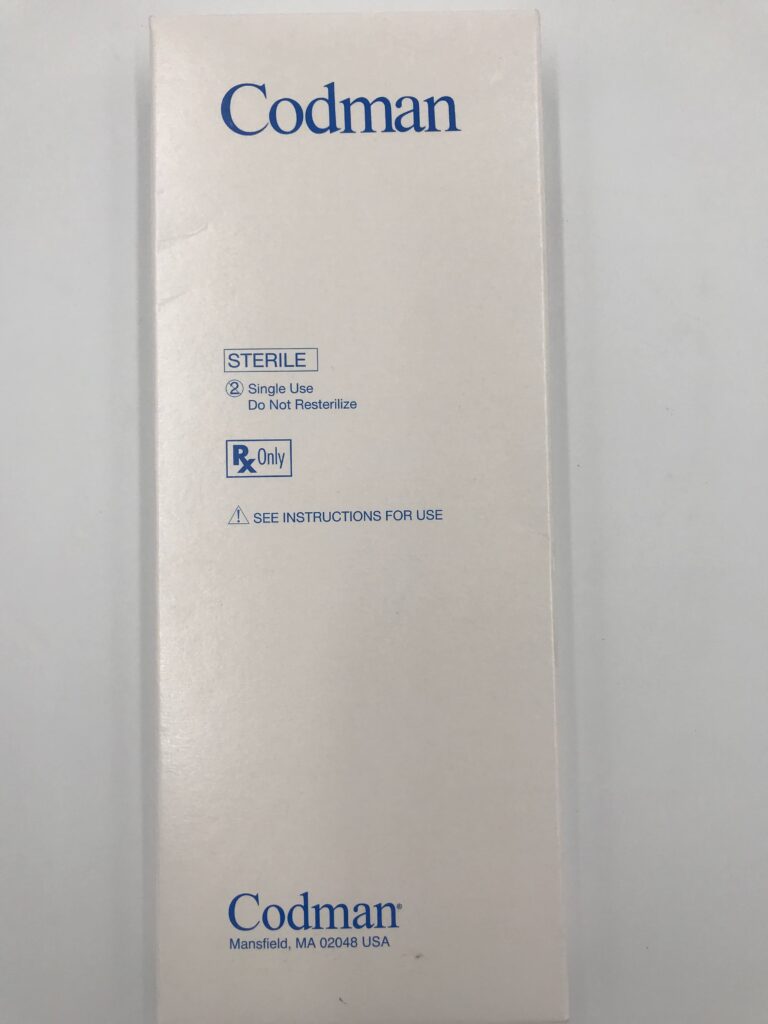 Codman
STERILE
② Single Use
Do Not Resterilize
Rx Only
⚠ SEE INSTRUCTIONS FOR USE
Codman®
Mansfield, MA 02048 USA